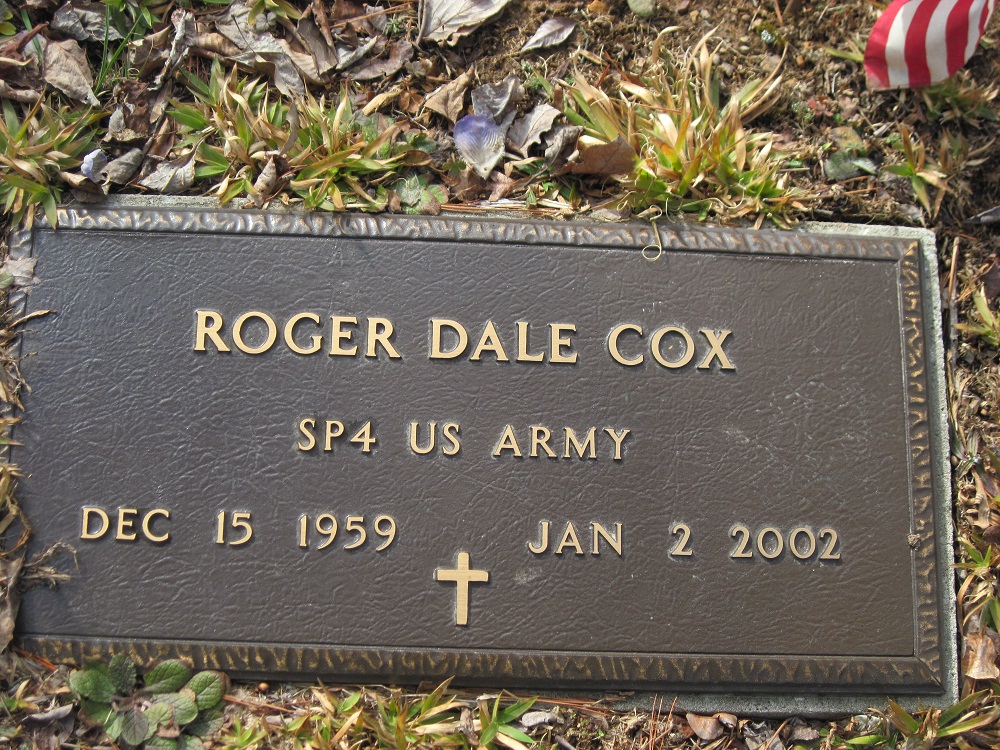 ROGER DALE COX
SP4 US ARMY
DEC 15 1959 JAN 2 2002